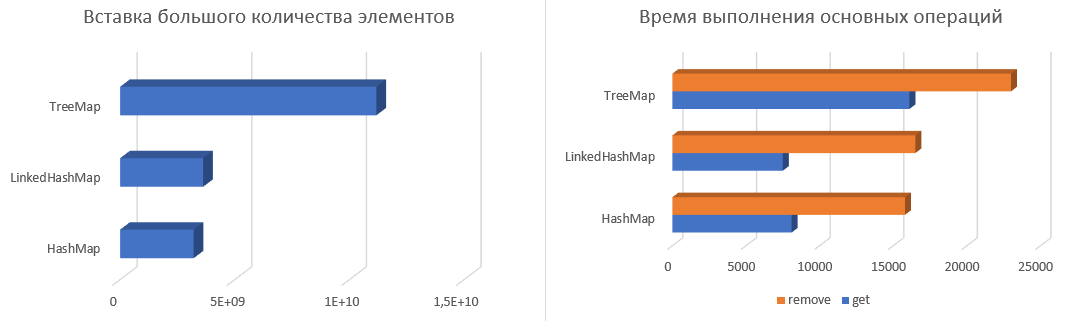 Вставка большого количества элементов
TreeMap
LinkedHashMap
HashMap
0 5E+09 1E+10 1,5E+10
Время выполнения основных операций
TreeMap
LinkedHashMap
HashMap
0 5000 10000 15000 20000 25000
remove get